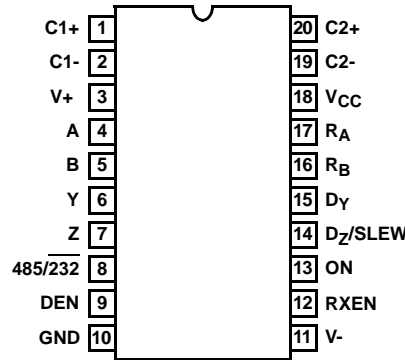 C1+ 1
C1- 2
V+ 3
A 4
B 5
Y 6
Z 7
485/232 8
DEN 9
GND 10
20 C2+
19 C2-
18 VCC
17 RA
16 RB
15 DY
14 DZ/SLEW
13 ON
12 RXEN
11 V-